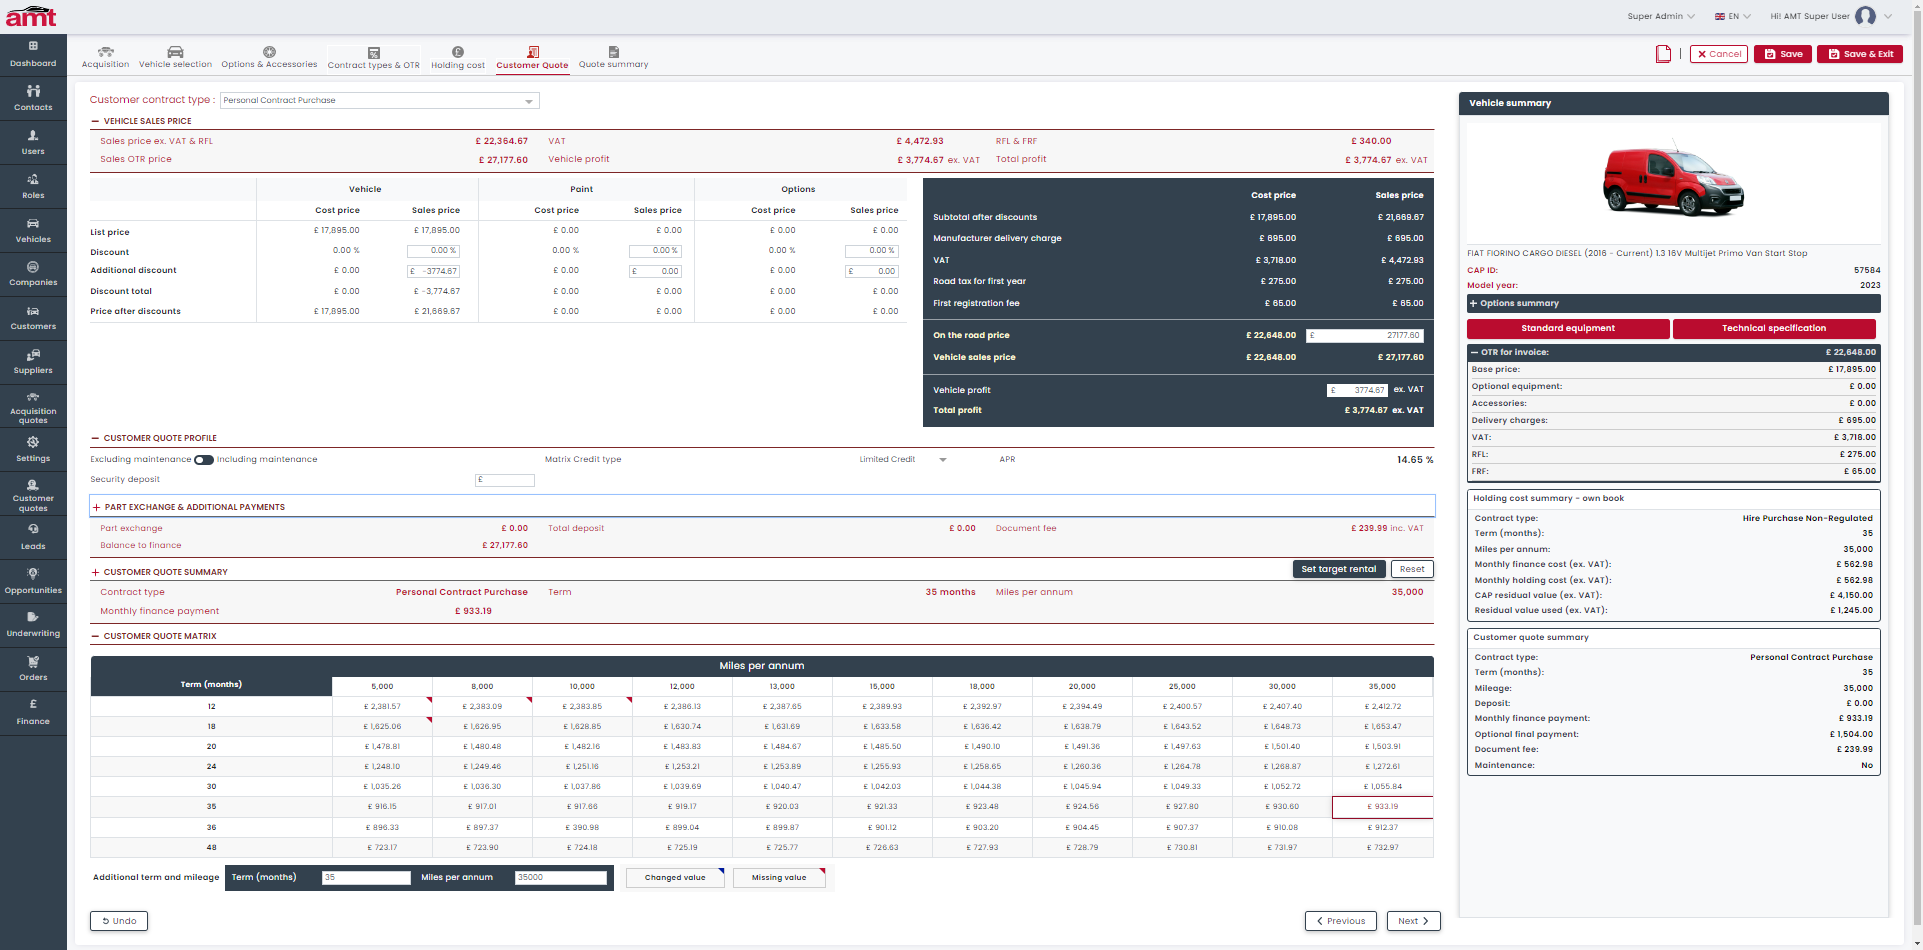 amt
Super Admin
EN
Hi! AMT Super User
Dashboard
Contacts
Users
Roles
Vehicles
Companies
Customers
Suppliers
Acquisition quotes
Settings
Customer quotes
Leads
Opportunities
Underwriting
Orders
£
Finance
Acquisition
Vehicle selection
Options & Accessories
Contract types & OTR
Holding cost
Customer Quote
Quote summary
Cancel
Save
Save & Exit
Customer contract type : Personal Contract Purchase
VEHICLE SALES PRICE
Sales price ex. VAT & RFL £ 22,364.67 VAT £ 4,472.93 RFL & FRF £ 340.00
Sales OTR price £ 27,177.60 Vehicle profit £ 3,774.67 ex. VAT Total profit £ 3,774.67 ex. VAT
Vehicle Paint Options
Cost price Sales price Cost price Sales price Cost price Sales price
List price £ 17,895.00 £ 17,895.00 £ 0.00 £ 0.00 £ 0.00 £ 0.00
Discount 0.00 % 0.00 % 0.00 % 0.00 % 0.00 % 0.00 %
Additional discount £ 0.00 £ -3774.67 £ 0.00 £ 0.00 £ 0.00 £ 0.00
Discount total £ 0.00 £ -3,774.67 £ 0.00 £ 0.00 £ 0.00 £ 0.00
Price after discounts £ 17,895.00 £ 21,669.67 £ 0.00 £ 0.00 £ 0.00 £ 0.00
Cost price Sales price
Subtotal after discounts £ 17,895.00 £ 21,669.67
Manufacturer delivery charge £ 695.00 £ 695.00
VAT £ 3,718.00 £ 4,472.93
Road tax for first year £ 275.00 £ 275.00
First registration fee £ 65.00 £ 65.00
On the road price £ 22,648.00 £ 27177.60
Vehicle sales price £ 22,648.00 £ 27,177.60
Vehicle profit £ 3774.67 ex. VAT
Total profit £ 3,774.67 ex. VAT
CUSTOMER QUOTE PROFILE
Excluding maintenance Including maintenance Matrix Credit type Limited Credit APR 14.65 %
Security deposit £
PART EXCHANGE & ADDITIONAL PAYMENTS
Part exchange £ 0.00 Total deposit £ 0.00 Document fee £ 239.99 inc. VAT
Balance to finance £ 27,177.60
CUSTOMER QUOTE SUMMARY Set target rental Reset
Contract type Personal Contract Purchase Term 35 months Miles per annum 35,000
Monthly finance payment £ 933.19
CUSTOMER QUOTE MATRIX
Miles per annum
Term (months) 5,000 8,000 10,000 12,000 13,000 15,000 18,000 20,000 25,000 30,000 35,000
12 £ 2,381.57 £ 2,383.09 £ 2,383.85 £ 2,386.13 £ 2,387.65 £ 2,389.93 £ 2,392.97 £ 2,394.49 £ 2,400.57 £ 2,407.40 £ 2,412.72
18 £ 1,625.06 £ 1,626.95 £ 1,628.85 £ 1,630.74 £ 1,631.69 £ 1,633.58 £ 1,636.42 £ 1,638.79 £ 1,643.52 £ 1,648.73 £ 1,653.47
20 £ 1,478.81 £ 1,480.48 £ 1,482.16 £ 1,483.83 £ 1,484.67 £ 1,485.50 £ 1,490.10 £ 1,491.36 £ 1,497.63 £ 1,501.40 £ 1,503.91
24 £ 1,248.10 £ 1,249.46 £ 1,251.16 £ 1,253.21 £ 1,253.89 £ 1,255.93 £ 1,258.65 £ 1,260.36 £ 1,264.78 £ 1,268.87 £ 1,272.61
30 £ 1,035.26 £ 1,036.30 £ 1,037.86 £ 1,039.69 £ 1,040.47 £ 1,042.03 £ 1,044.38 £ 1,045.94 £ 1,049.33 £ 1,052.72 £ 1,055.84
35 £ 916.15 £ 917.01 £ 917.66 £ 919.17 £ 920.03 £ 921.33 £ 923.48 £ 924.56 £ 927.80 £ 930.60 £ 933.19
36 £ 896.33 £ 897.37 £ 390.98 £ 899.04 £ 899.87 £ 901.12 £ 903.20 £ 904.45 £ 907.37 £ 910.08 £ 912.37
48 £ 723.17 £ 723.90 £ 724.18 £ 725.19 £ 725.77 £ 726.63 £ 727.93 £ 728.79 £ 730.81 £ 731.97 £ 732.97
Additional term and mileage Term (months) 35 Miles per annum 35000 Changed value Missing value
Undo Previous Next
Vehicle summary
FIAT FIORINO CARGO DIESEL (2016 - Current) 1.3 16V Multijet Primo Van Start Stop
CAP ID: 57584
Model year: 2023
Options summary
Standard equipment Technical specification
OTR for invoice: £ 22,648.00
Base price: £ 17,895.00
Optional equipment: £ 0.00
Accessories: £ 0.00
Delivery charges: £ 695.00
VAT: £ 3,718.00
RFL: £ 275.00
FRF: £ 65.00
Holding cost summary - own book
Contract type: Hire Purchase Non-Regulated
Term (months): 35
Miles per annum: 35,000
Monthly finance cost (ex. VAT): £ 562.98
Monthly holding cost (ex. VAT): £ 562.98
CAP residual value (ex. VAT): £ 4,150.00
Residual value used (ex. VAT): £ 1,245.00
Customer quote summary
Contract type: Personal Contract Purchase
Term (months): 35
Mileage: 35,000
Deposit: £ 0.00
Monthly finance payment: £ 933.19
Optional final payment: £ 1,504.00
Document fee: £ 239.99
Maintenance: No